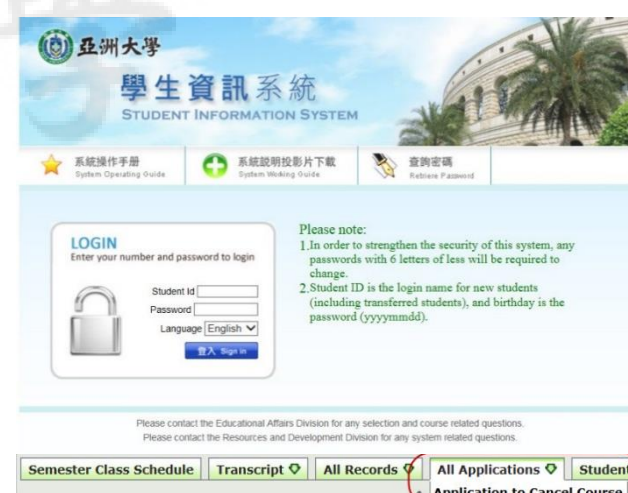 亞洲大學
學生資訊系統
STUDENT INFORMATION SYSTEM
系統操作手册
System Operating Guide
系統說明投影片下載
System Working Guide
查詢密碼
Retrieve Password
LOGIN
Enter your number and password to login
Student Id
Password
Language English
登入 Sign in
Please note:
1.In order to strengthen the security of this system, any
passwords with 6 letters of less will be required to
change.
2.Student ID is the login name for new students
(including transferred students), and birthday is the
password (yyyymmdd).
Please contact the Educational Affairs Division for any selection and course related questions.
Please contact the Resources and Development Division for any system related questions.
Semester Class Schedule Transcript All Records All Applications Student
Application to Cancel Course